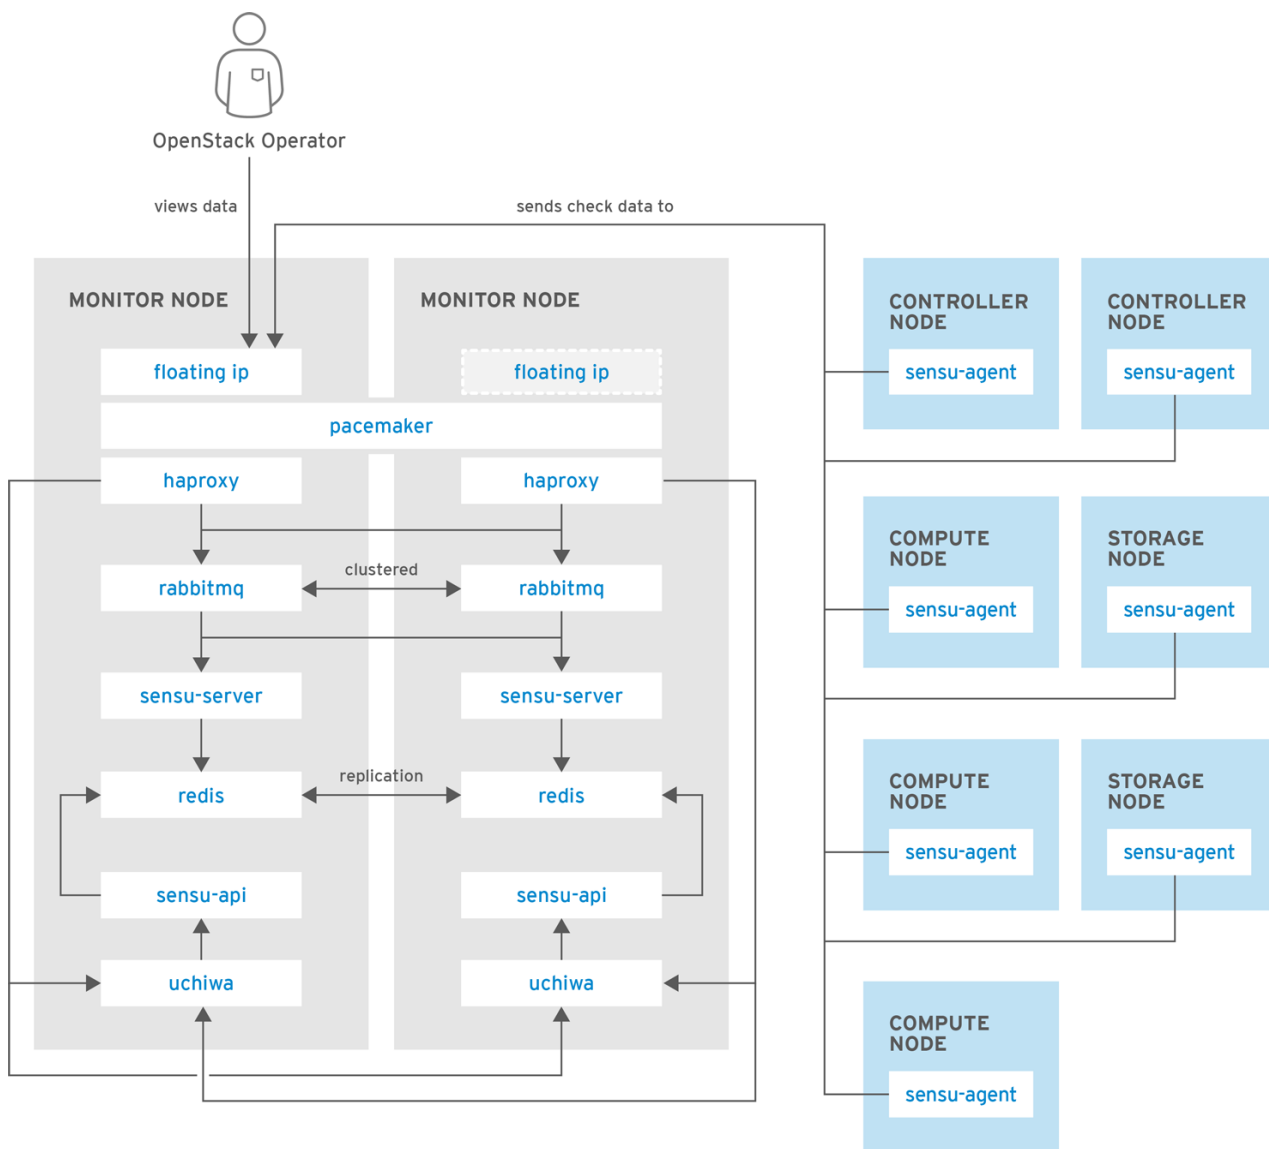 OpenStack Operator
views data
sends check data to
MONITOR NODE
MONITOR NODE
floating ip
floating ip
pacemaker
haproxy
haproxy
rabbitmq
clustered
rabbitmq
sensu-server
sensu-server
redis
replication
redis
sensu-api
sensu-api
uchiwa
uchiwa
CONTROLLER
NODE
sensu-agent
CONTROLLER
NODE
sensu-agent
COMPUTE
NODE
sensu-agent
STORAGE
NODE
sensu-agent
COMPUTE
NODE
sensu-agent
STORAGE
NODE
sensu-agent
COMPUTE
NODE
sensu-agent